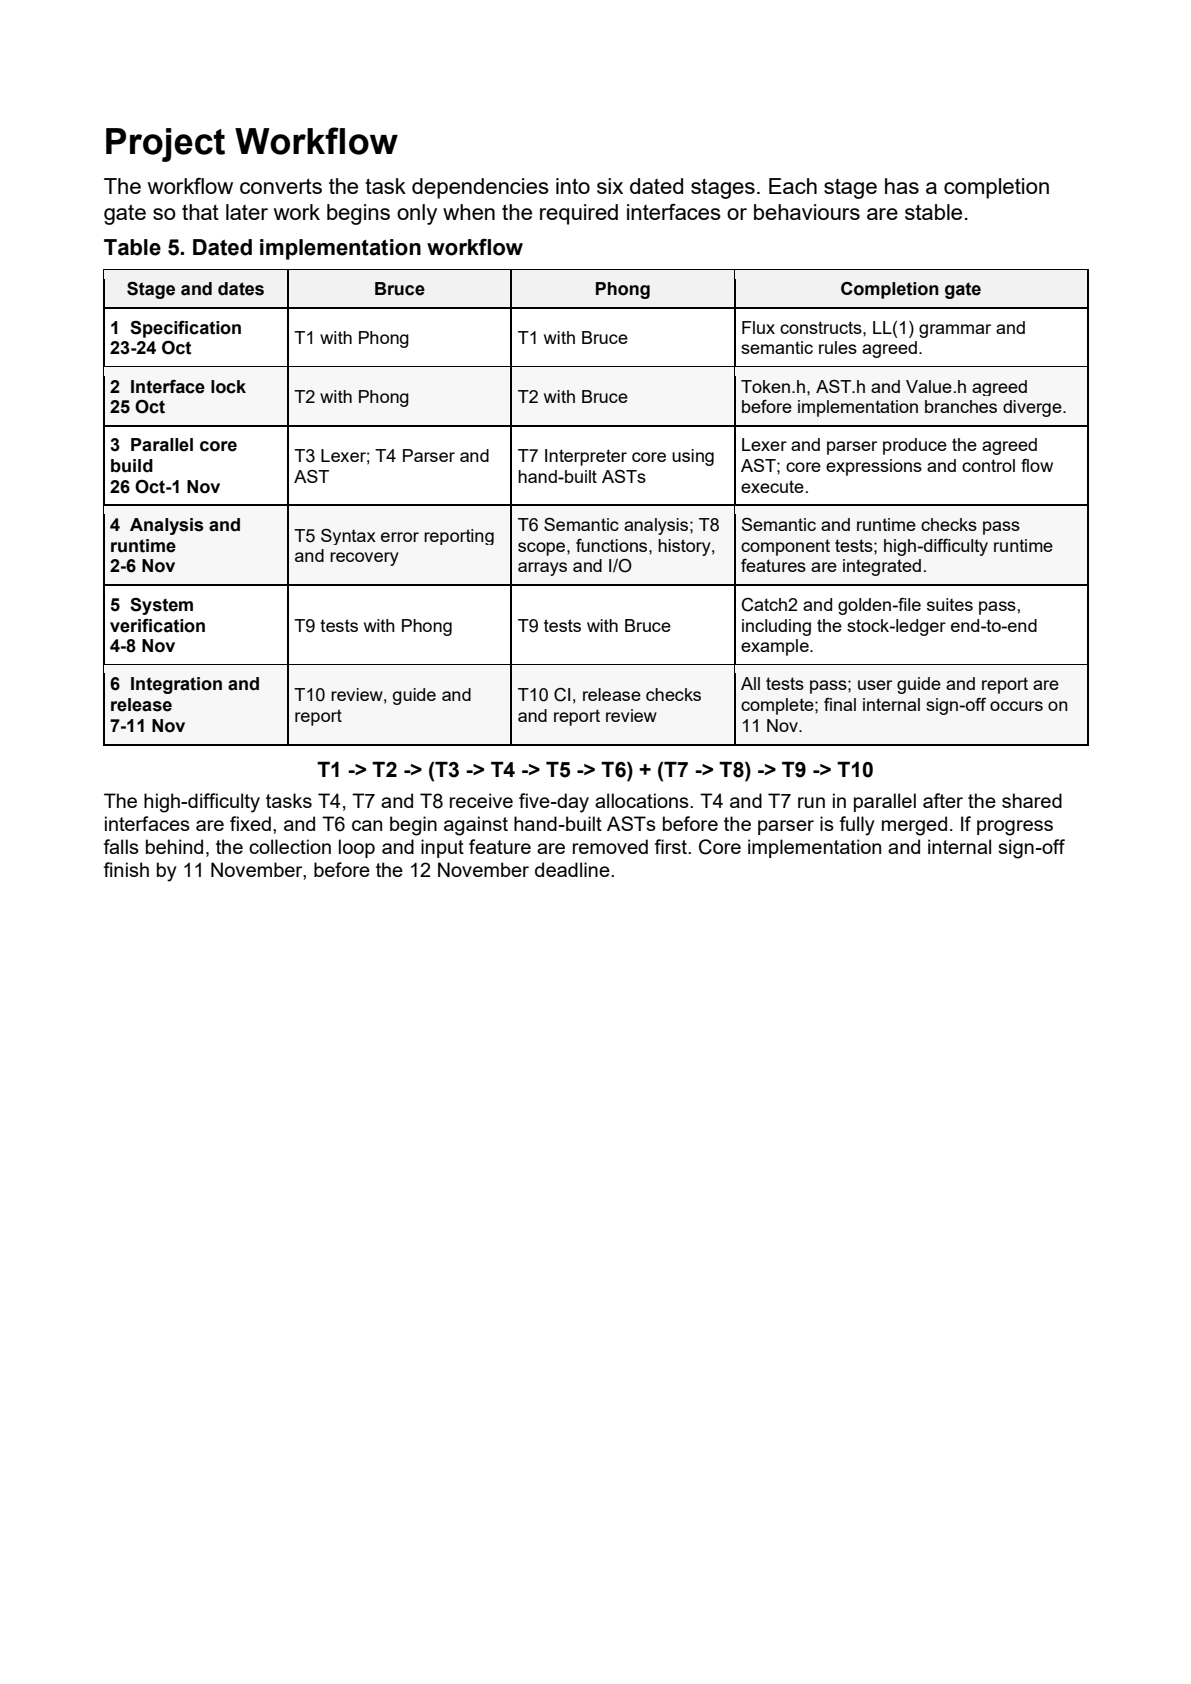 Project Workflow
The workflow converts the task dependencies into six dated stages. Each stage has a completion
gate so that later work begins only when the required interfaces or behaviours are stable.
Table 5. Dated implementation workflow
Stage and dates
Bruce
Phong
Completion gate
1  Specification
23-24 Oct
T1 with Phong
T1 with Bruce
Flux constructs, LL(1) grammar and
semantic rules agreed.
2  Interface lock
25 Oct
T2 with Phong
T2 with Bruce
Token.h, AST.h and Value.h agreed
before implementation branches diverge.
3  Parallel core
build
26 Oct-1 Nov
T3 Lexer; T4 Parser and
AST
T7 Interpreter core using
hand-built ASTs
Lexer and parser produce the agreed
AST; core expressions and control flow
execute.
4  Analysis and
runtime
2-6 Nov
T5 Syntax error reporting
and recovery
T6 Semantic analysis; T8
scope, functions, history,
arrays and I/O
Semantic and runtime checks pass
component tests; high-difficulty runtime
features are integrated.
5  System
verification
4-8 Nov
T9 tests with Phong
T9 tests with Bruce
Catch2 and golden-file suites pass,
including the stock-ledger end-to-end
example.
6  Integration and
release
7-11 Nov
T10 review, guide and
report
T10 CI, release checks
and report review
All tests pass; user guide and report are
complete; final internal sign-off occurs on
11 Nov.
T1 -> T2 -> (T3 -> T4 -> T5 -> T6) + (T7 -> T8) -> T9 -> T10
The high-difficulty tasks T4, T7 and T8 receive five-day allocations. T4 and T7 run in parallel after the shared
interfaces are fixed, and T6 can begin against hand-built ASTs before the parser is fully merged. If progress
falls behind, the collection loop and input feature are removed first. Core implementation and internal sign-off
finish by 11 November, before the 12 November deadline.